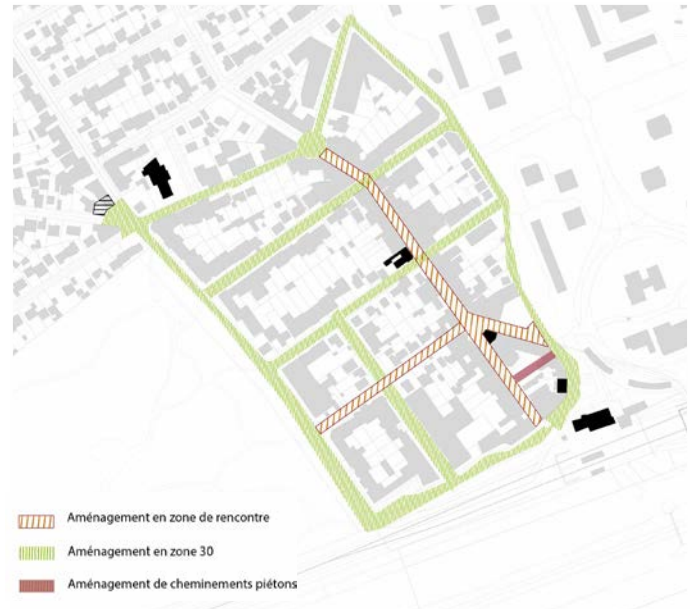 Aménagement en zone de rencontre
Aménagement en zone 30
Aménagement de cheminements piétons